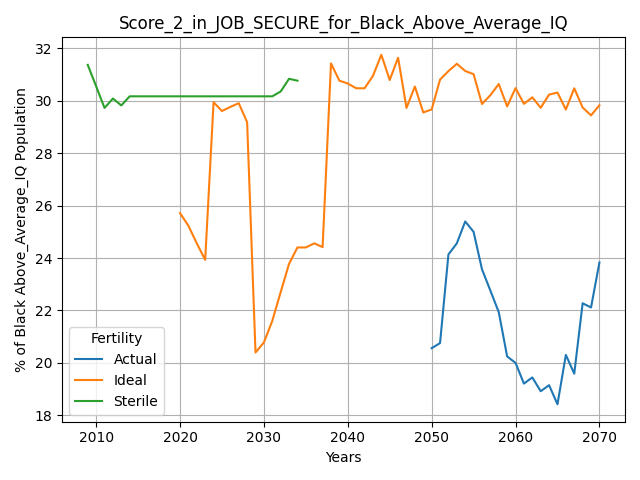 Score_2_in_JOB_SECURE_for_Black_Above_Average_IQ
% of Black Above_Average_IQ Population
32
30
28
26
24
22
20
18
Fertility
Actual
Ideal
Sterile
2010 2020 2030 2040 2050 2060 2070
Years